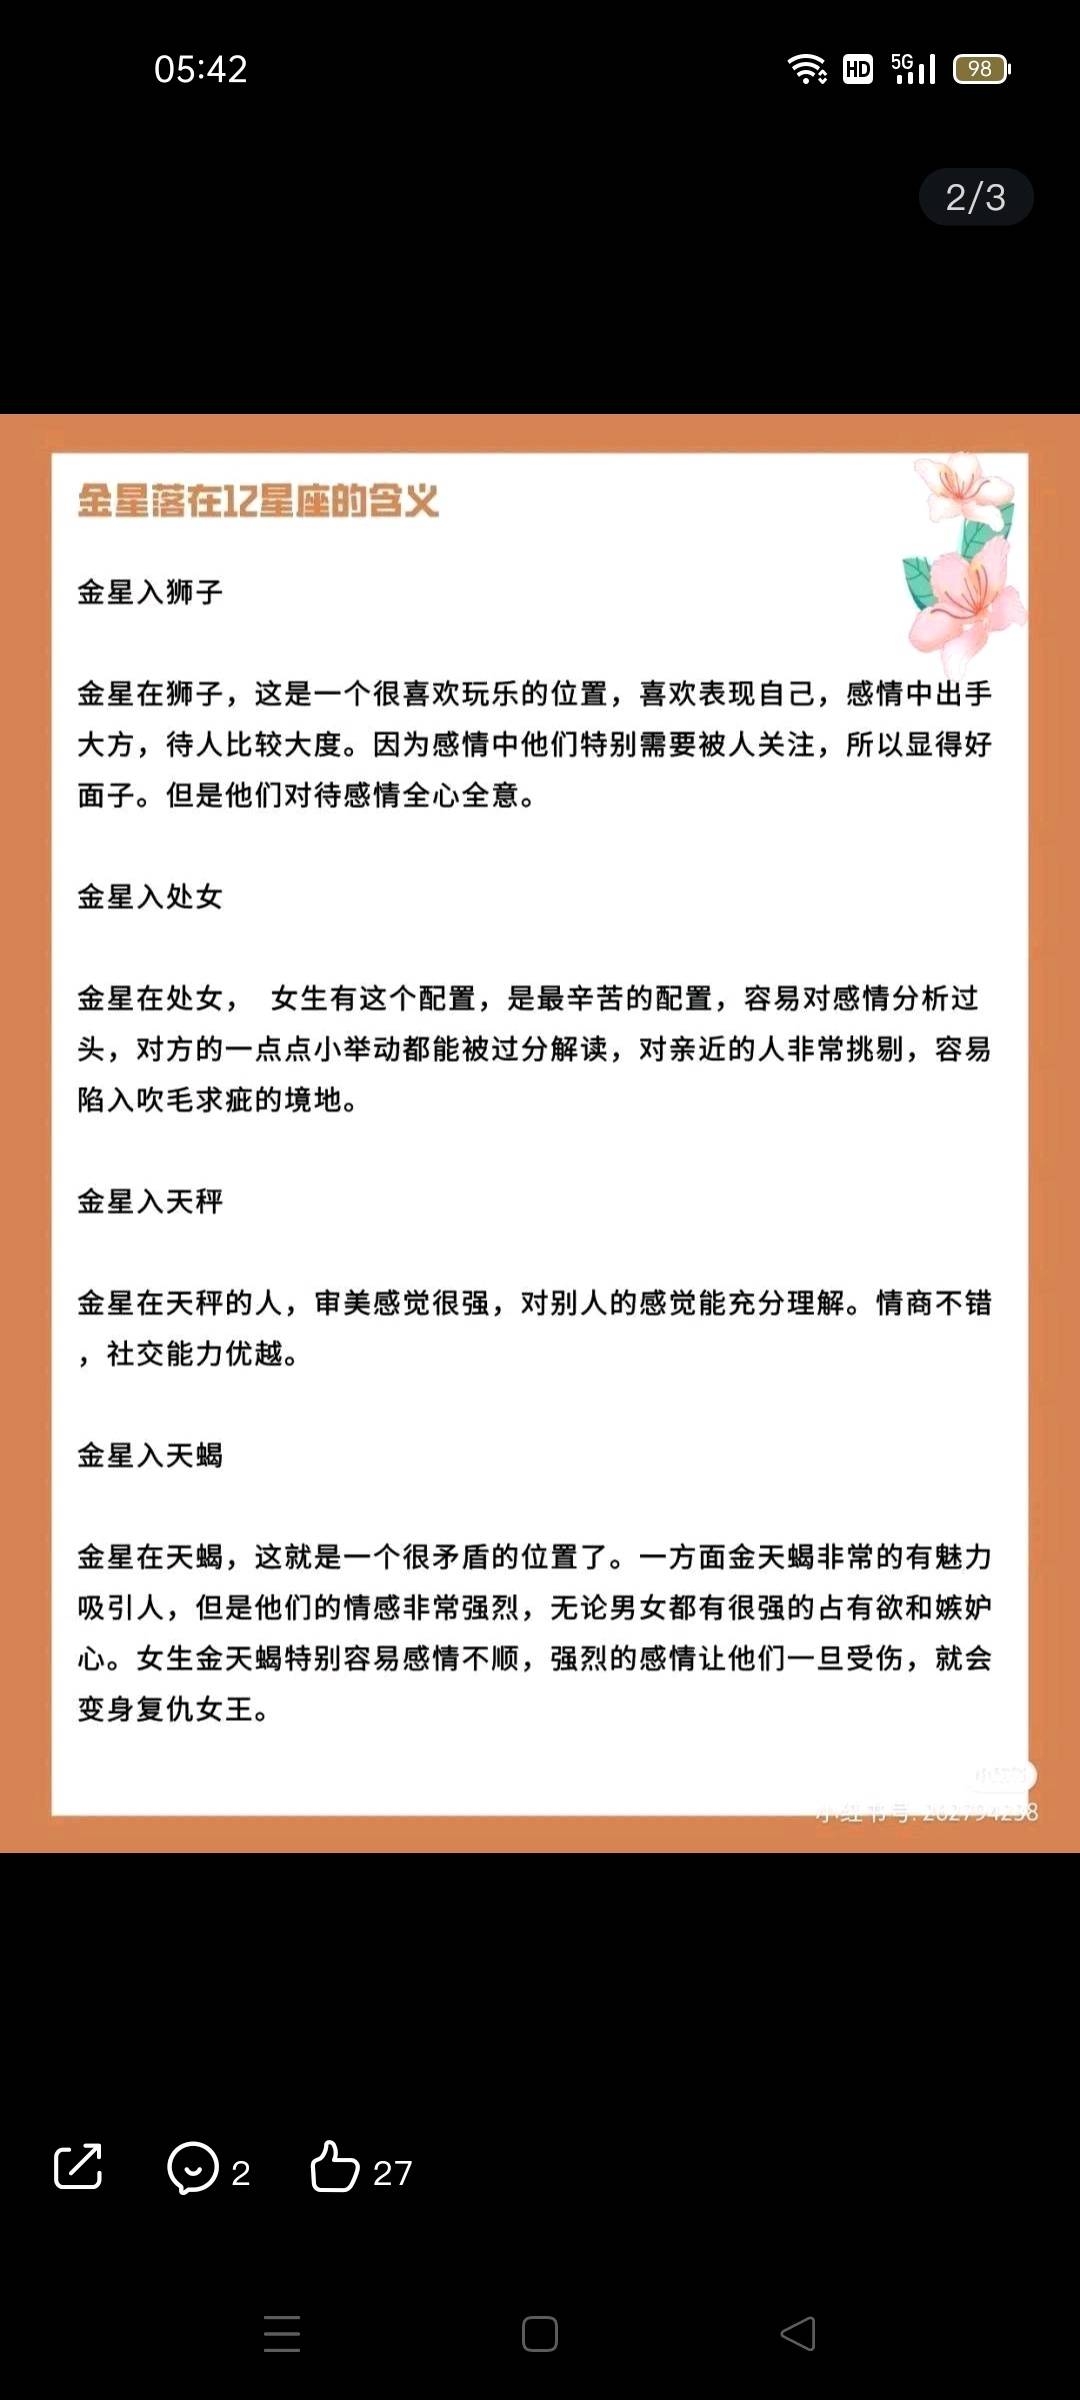 05:42
HD
5G
98
2/3
金星落在12星座的含义
金星入狮子
金星在狮子，这是一个很喜欢玩乐的位置，喜欢表现自己，感情中出手
大方，待人比较大度。因为感情中他们特别需要被人关注，所以显得好
面子。但是他们对待感情全心全意。
金星入处女
金星在处女， 女生有这个配置，是最辛苦的配置，容易对感情分析过
头，对方的一点点小举动都能被过分解读，对亲近的人非常挑剔，容易
陷入吹毛求疵的境地。
金星入天秤
金星在天秤的人，审美感觉很强，对别人的感觉能充分理解。情商不错
，社交能力优越。
金星入天蝎
金星在天蝎，这就是一个很矛盾的位置了。一方面金天蝎非常的有魅力
吸引人，但是他们的情感非常强烈，无论男女都有很强的占有欲和嫉妒
心。女生金天蝎特别容易感情不顺，强烈的感情让他们一旦受伤，就会
变身复仇女王。
小红书号:
2
27